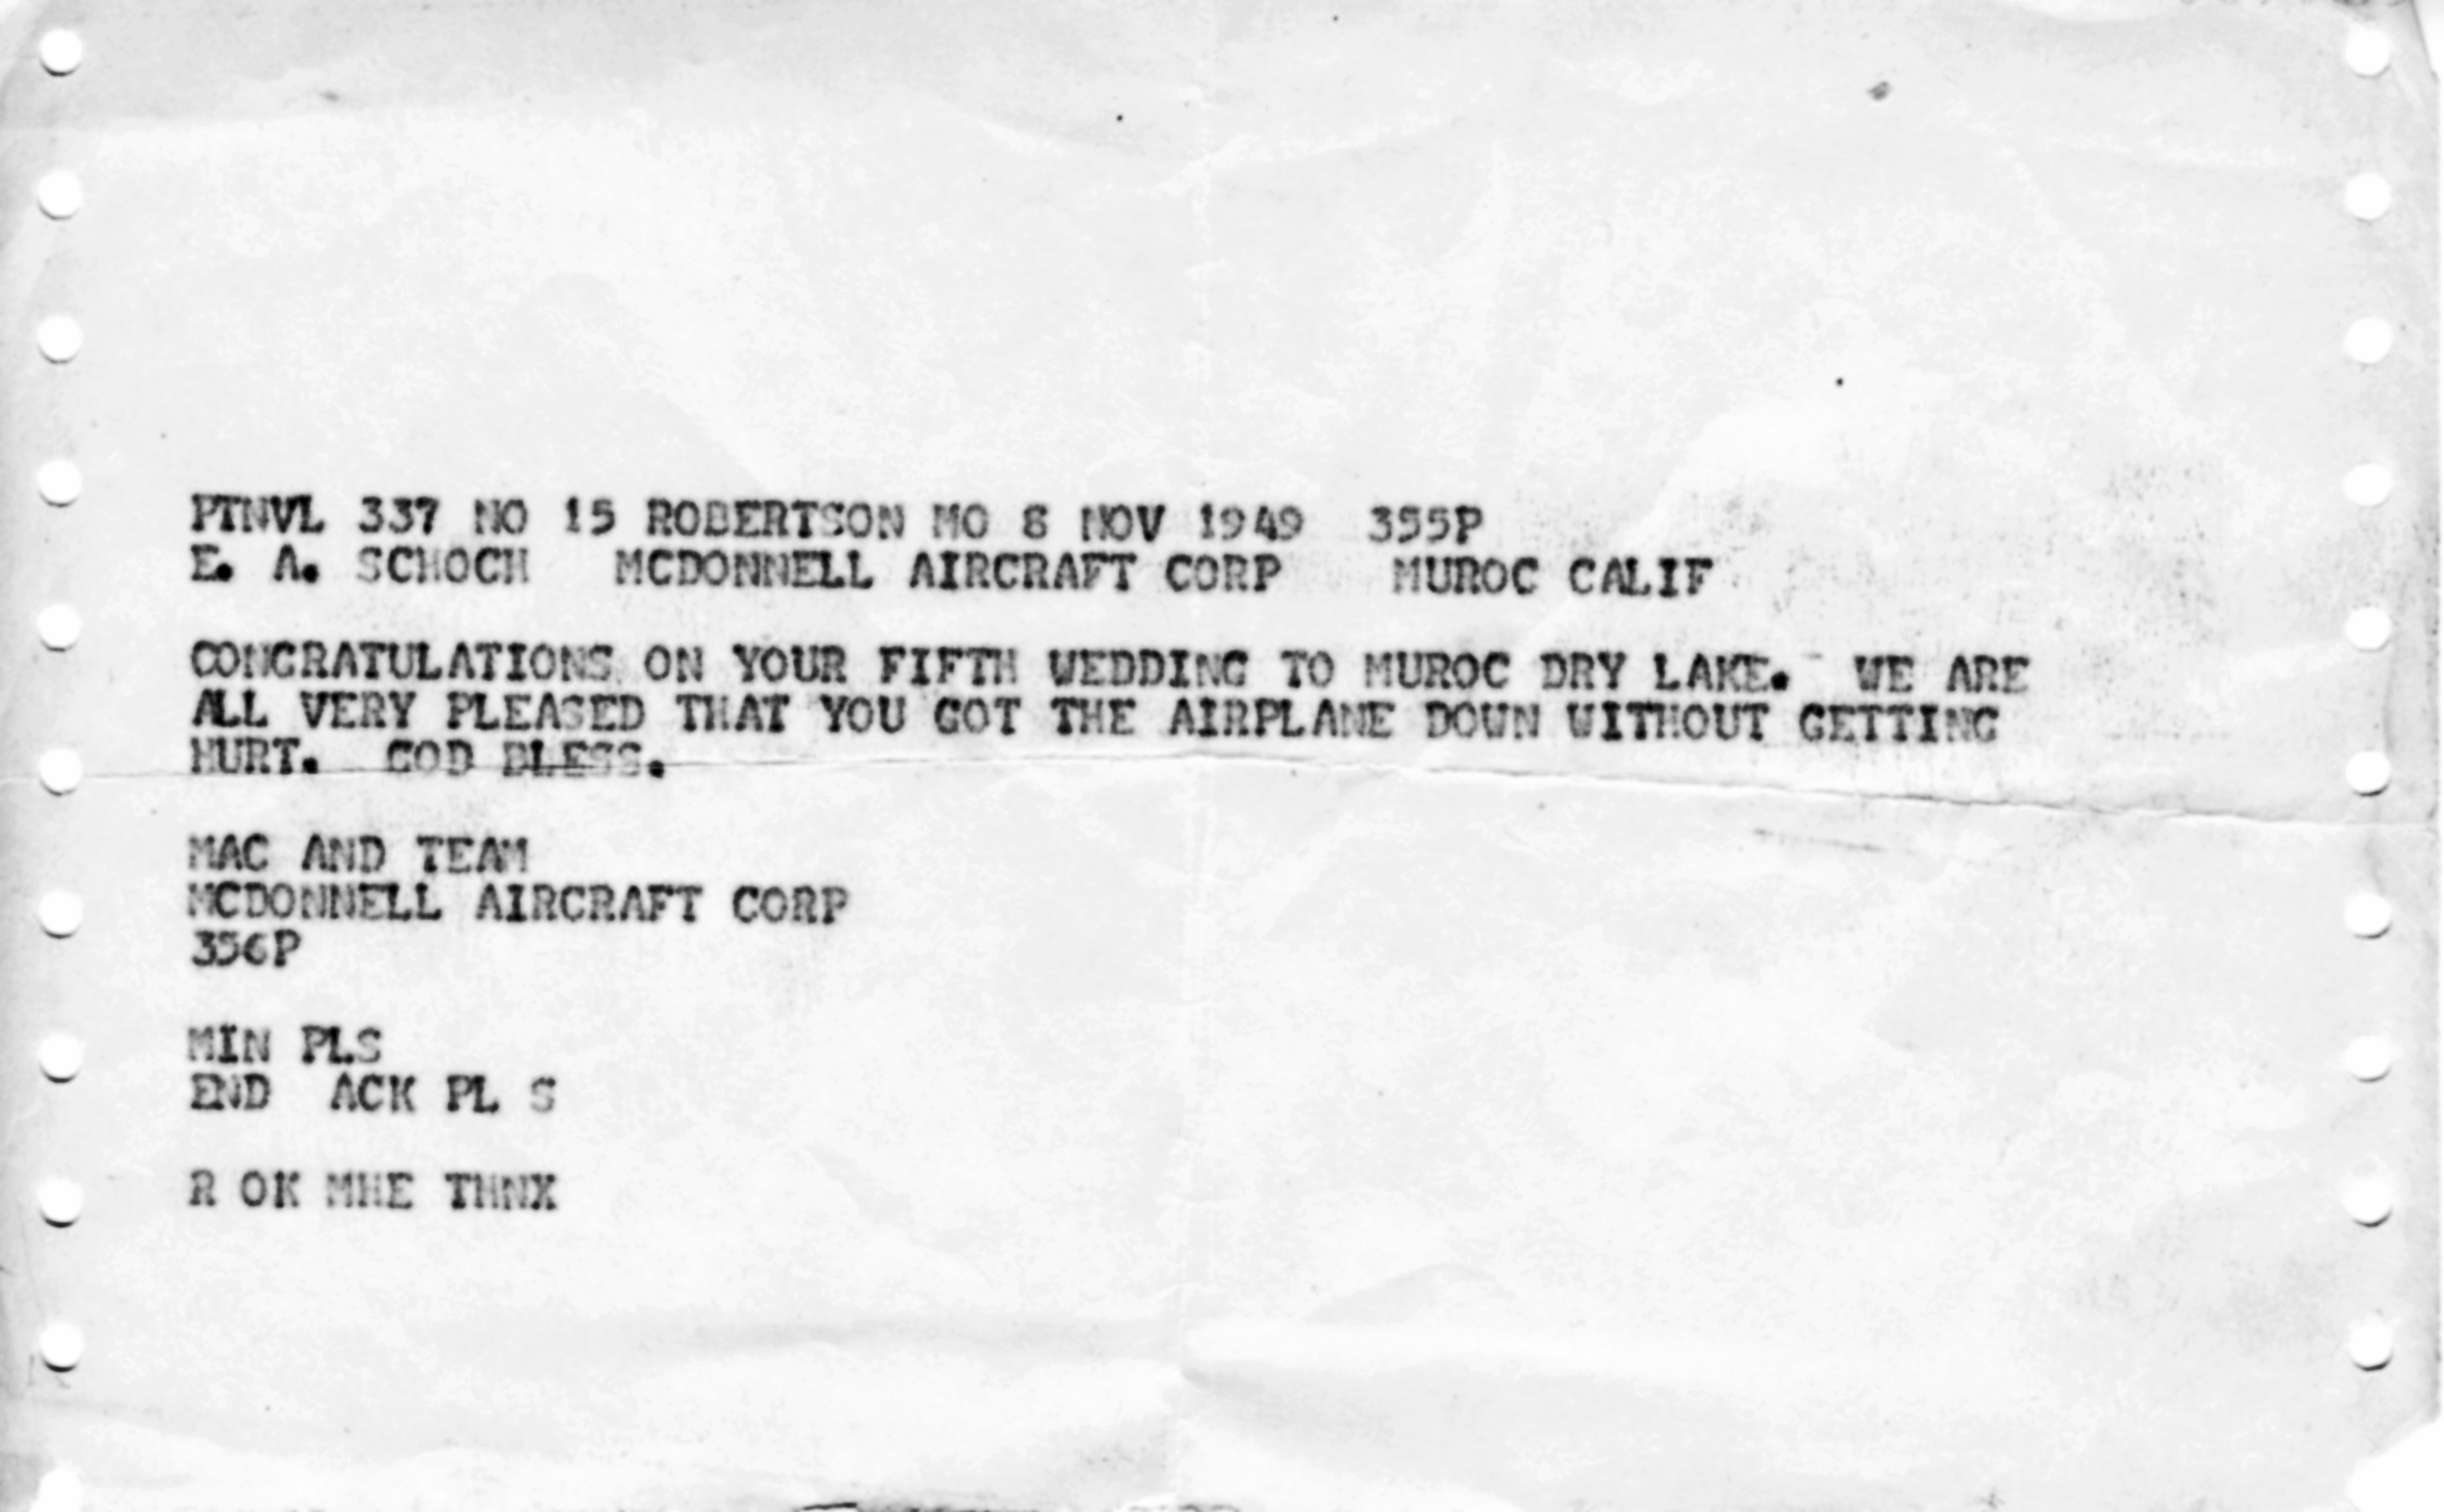 PTNVL 337 NO 15 ROBERTSON MO 8 NOV 1949 355P
E. A. SCHOCH MCDONNELL AIRCRAFT CORP MUROC CALIF
CONGRATULATIONS ON YOUR FIFTH WEDDING TO MUROC DRY LAKE. WE ARE
ALL VERY PLEASED THAT YOU GOT THE AIRPLANE DOWN WITHOUT GETTING
HURT. GOD BLESS.
MAC AND TEAM
MCDONNELL AIRCRAFT CORP
356P
MIN PLS
END ACK PL S
R OK MHE THNX